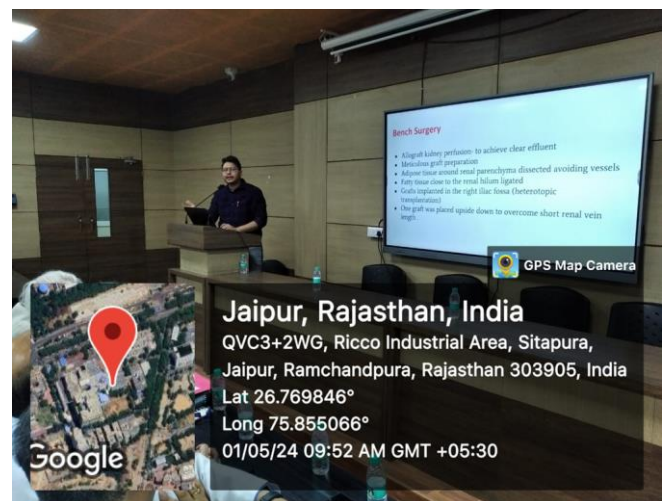 Bench Surgery
• Allograft kidney perfusion- to achieve clear effluent
• Meticulous graft preparation
• Adipose tissue around renal parenchyma dissected avoiding vessels
• Fatty tissue close to the renal hilum ligated
• Grafts implanted in the right iliac fossa (heterotopic
transplantation)
• One graft was placed upside down to overcome short renal vein
length
GPS Map Camera
Jaipur, Rajasthan, India
QVC3+2WG, Ricco Industrial Area, Sitapura,
Jaipur, Ramchandpura, Rajasthan 303905, India
Lat 26.769846°
Long 75.855066°
01/05/24 09:52 AM GMT +05:30
Google